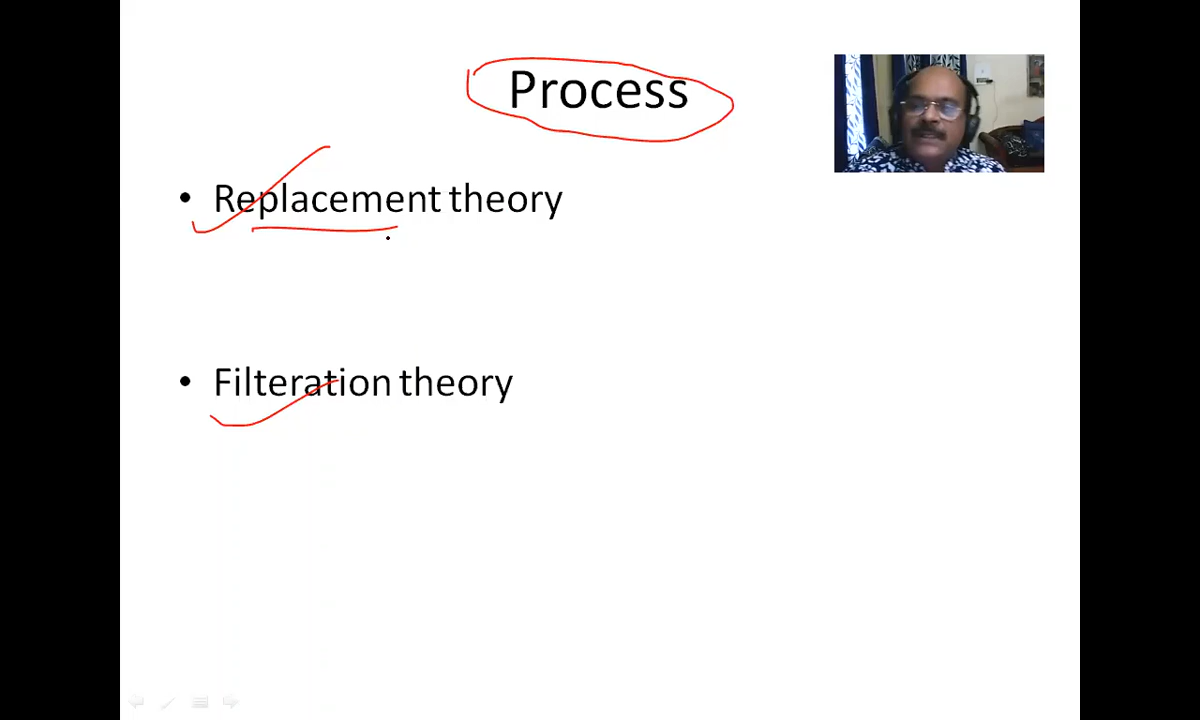 Process
• Replacement theory
• Filteration theory